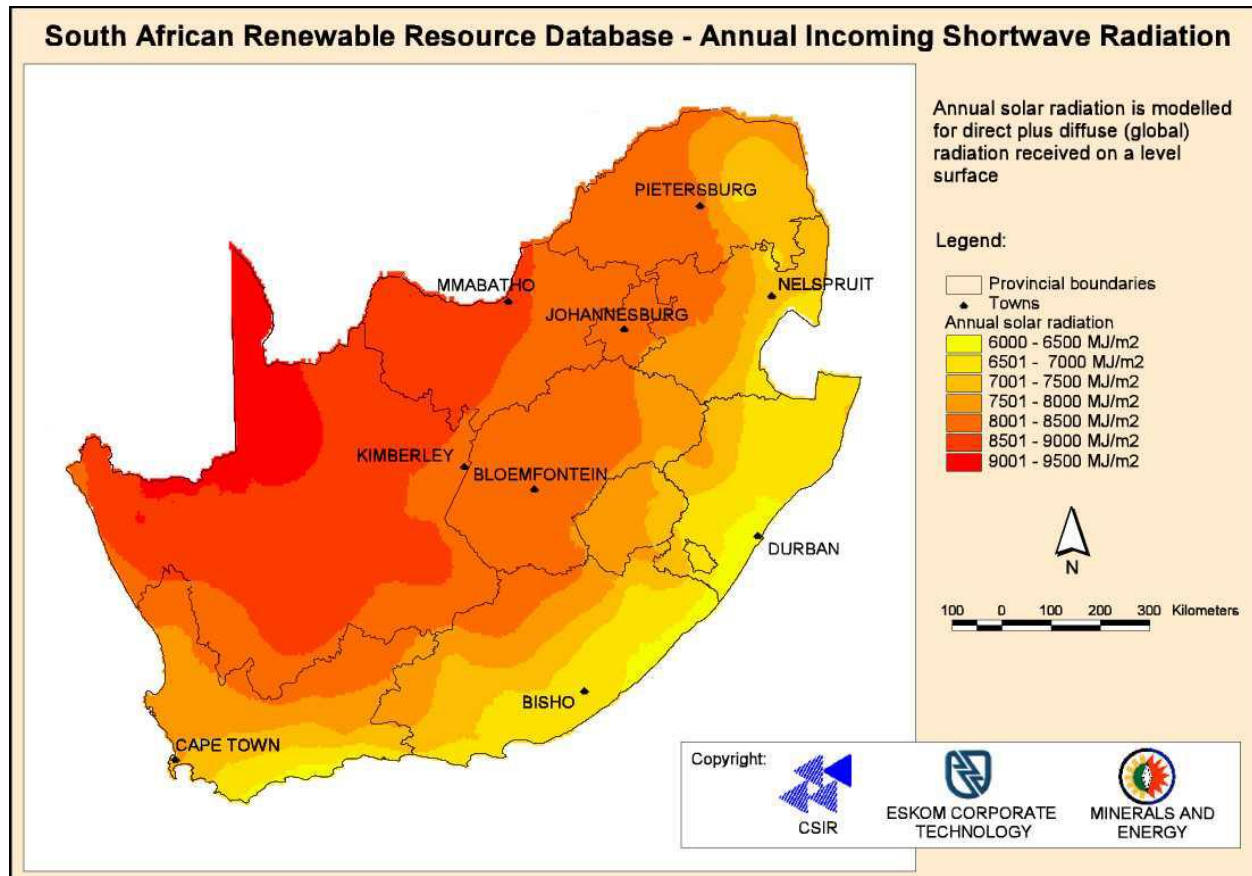 South African Renewable Resource Database - Annual Incoming Shortwave Radiation
Annual solar radiation is modelled
for direct plus diffuse (global)
radiation received on a level
surface
PIETERSBURG
MMABATHO
NELSPRUIT
JOHANNESBURG
KIMBERLEY
BLOEMFONTEIN
DURBAN
BISHO
CAPE TOWN
Legend:
Provincial boundaries
Towns
Annual solar radiation
6000 - 6500 MJ/m2
6501 - 7000 MJ/m2
7001 - 7500 MJ/m2
7501 - 8000 MJ/m2
8001 - 8500 MJ/m2
8501 - 9000 MJ/m2
9001 - 9500 MJ/m2
N
100 0 100 200 300 Kilometers
Copyright:
CSIR
ESKOM CORPORATE
TECHNOLOGY
MINERALS AND
ENERGY